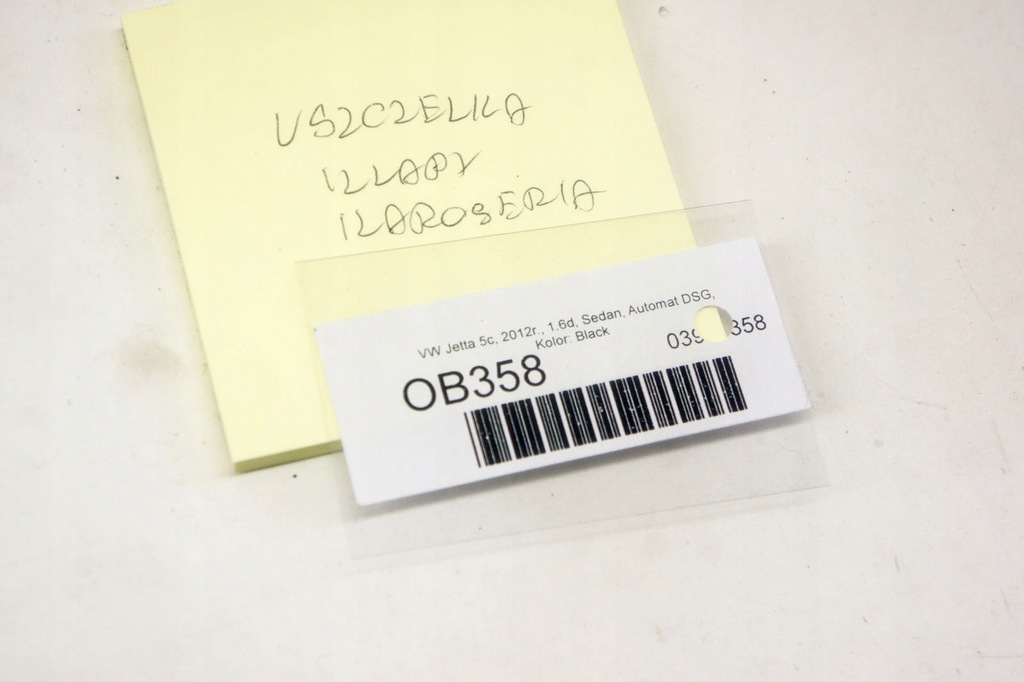 USZCZELKA
KLAPY
KAROSERIA
VW Jetta 5c, 2012r., 1.6d, Sedan, Automat DSG,
Kolor: Black
OB358